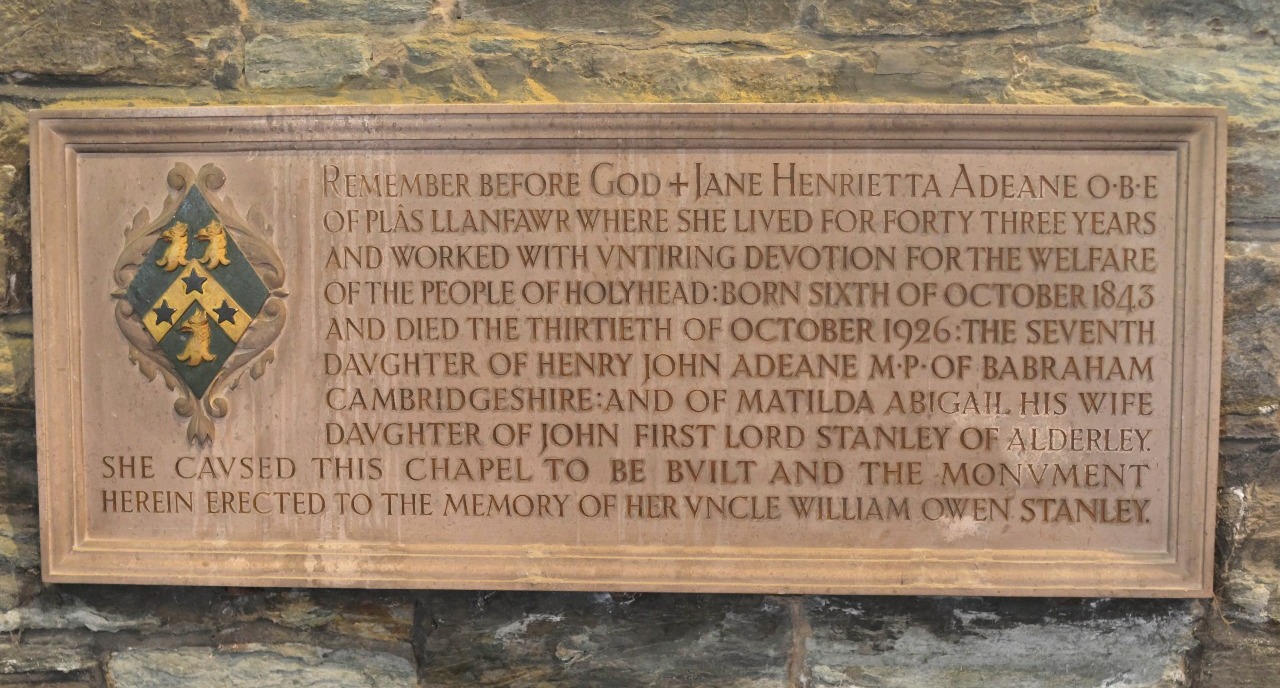 REMEMBER BEFORE GOD + JANE HENRIETTA ADEANE O·B·E
OF PLÂS LLANFAWR WHERE SHE LIVED FOR FORTY THREE YEARS
AND WORKED WITH VNTIRING DEVOTION FOR THE WELFARE
OF THE PEOPLE OF HOLYHEAD: BORN SIXTH OF OCTOBER 1843
AND DIED THE THIRTIETH OF OCTOBER 1926: THE SEVENTH
DAVGHTER OF HENRY JOHN ADEANE M·P· OF BABRAHAM
CAMBRIDGESHIRE: AND OF MATILDA ABIGAIL HIS WIFE
DAVGHTER OF JOHN FIRST LORD STANLEY OF ALDERLEY.
SHE CAVSED THIS CHAPEL TO BE BVILT AND THE MONVMENT
HEREIN ERECTED TO THE MEMORY OF HER VNCLE WILLIAM OWEN STANLEY.